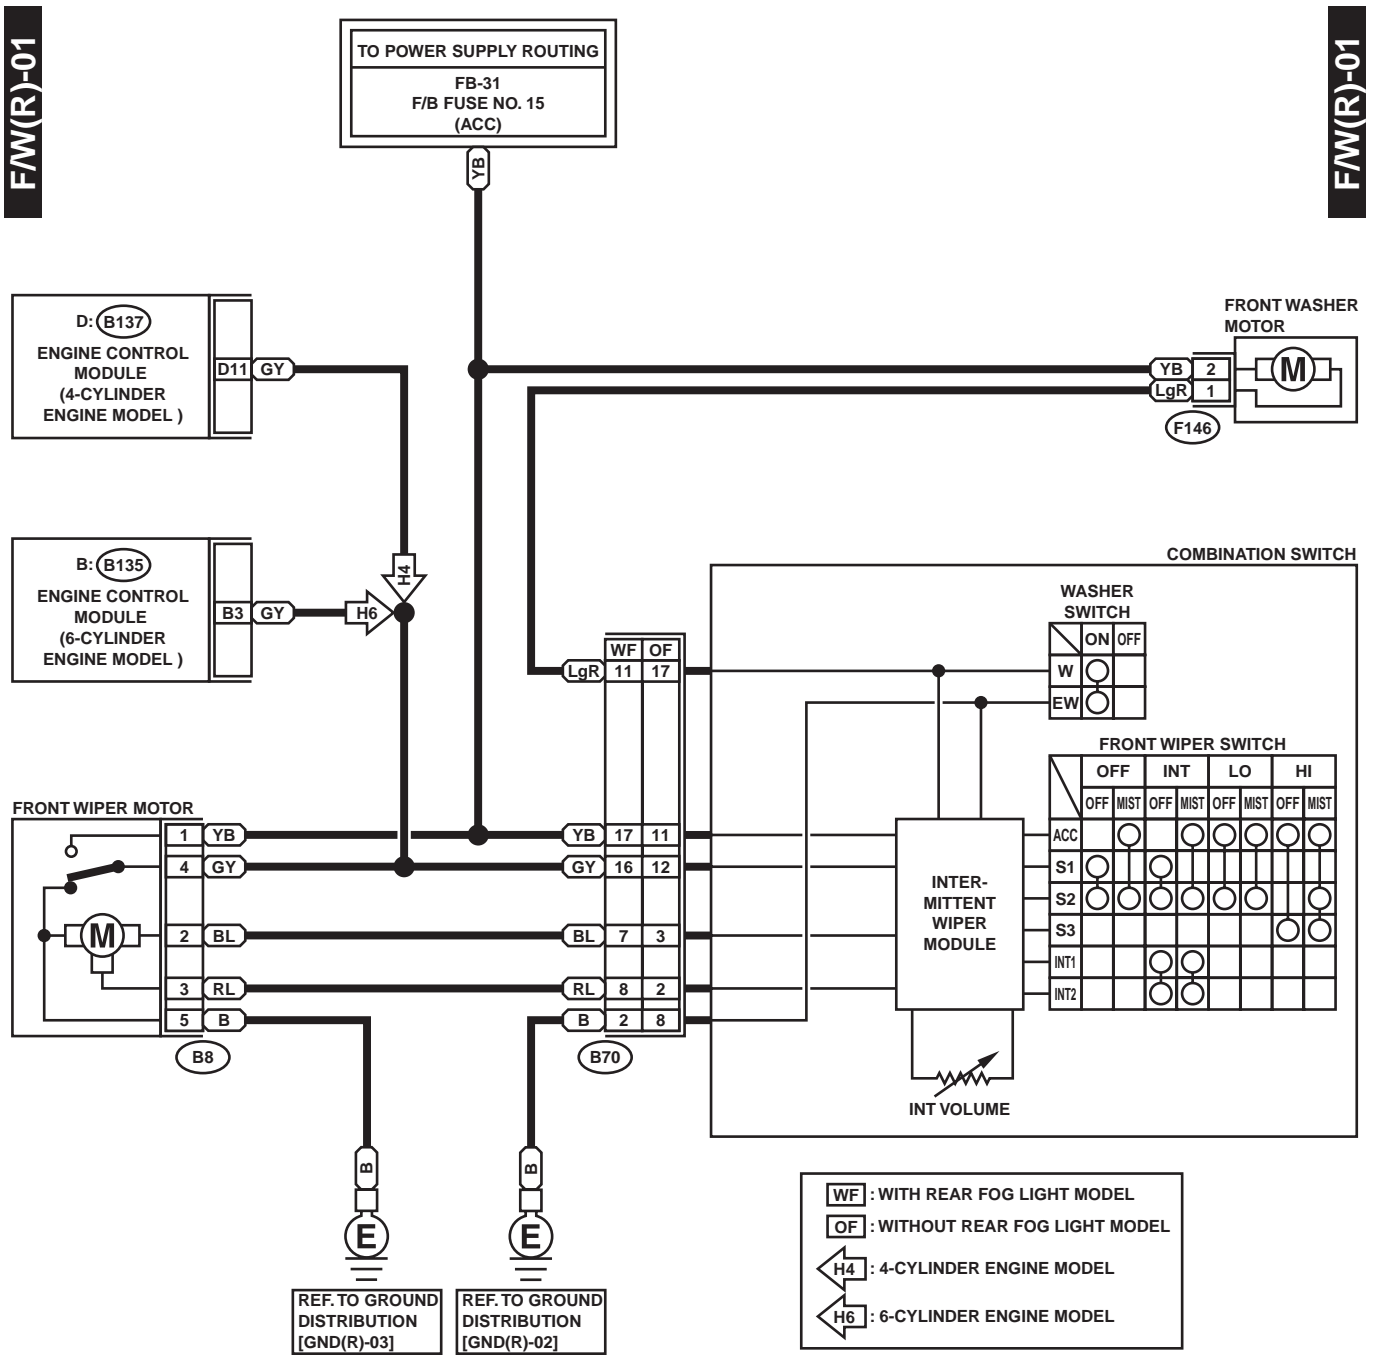 F/W(R)-01
F/W(R)-01
TO POWER SUPPLY ROUTING
FB-31
F/B FUSE NO. 15
(ACC)
YB
D: B137
ENGINE CONTROL
MODULE
(4-CYLINDER
ENGINE MODEL )
D11 GY
H4
B: B135
ENGINE CONTROL
MODULE
(6-CYLINDER
ENGINE MODEL )
B3 GY
H6
FRONT WASHER
MOTOR
YB 2
LgR 1
M
F146
COMBINATION SWITCH
WASHER
SWITCH
ON OFF
W
EW
WF OF
LgR 11 17
FRONT WIPER SWITCH
OFF INT LO HI
OFF MIST OFF MIST OFF MIST OFF MIST
ACC
S1
S2
S3
INT1
INT2
FRONT WIPER MOTOR
1 YB
4 GY
M
2 BL
3 RL
5 B
B8
YB 17 11
GY 16 12
BL 7 3
RL 8 2
B 2 8
B70
INTER-
MITTENT
WIPER
MODULE
INT VOLUME
B
E
REF. TO GROUND
DISTRIBUTION
[GND(R)-03]
B
E
REF. TO GROUND
DISTRIBUTION
[GND(R)-02]
WF : WITH REAR FOG LIGHT MODEL
OF : WITHOUT REAR FOG LIGHT MODEL
H4 : 4-CYLINDER ENGINE MODEL
H6 : 6-CYLINDER ENGINE MODEL